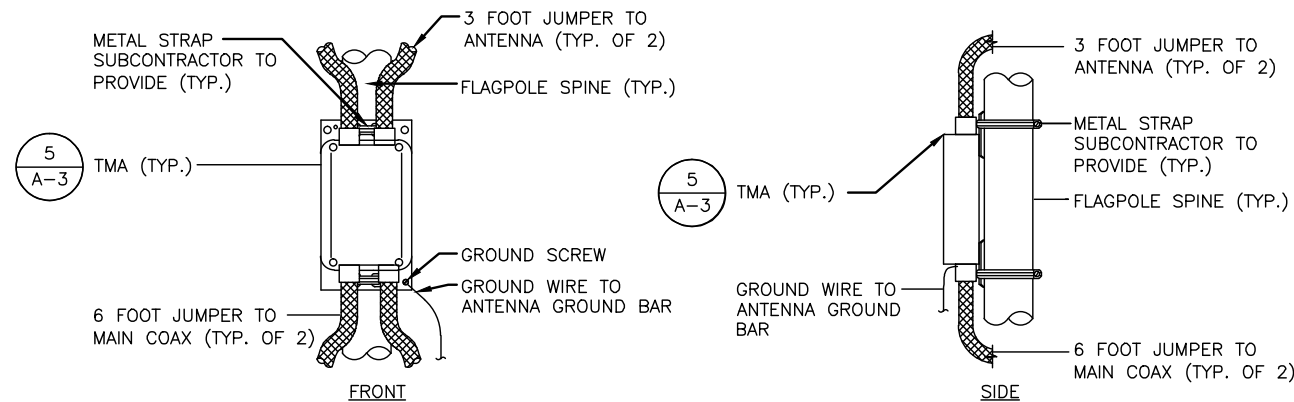 3 FOOT JUMPER TO
ANTENNA (TYP. OF 2)
METAL STRAP
SUBCONTRACTOR TO
PROVIDE (TYP.)
FLAGPOLE SPINE (TYP.)
5
A-3
TMA (TYP.)
GROUND SCREW
GROUND WIRE TO
ANTENNA GROUND BAR
6 FOOT JUMPER TO
MAIN COAX (TYP. OF 2)
FRONT
3 FOOT JUMPER TO
ANTENNA (TYP. OF 2)
METAL STRAP
SUBCONTRACTOR TO
PROVIDE (TYP.)
5
A-3
TMA (TYP.)
FLAGPOLE SPINE (TYP.)
GROUND WIRE TO
ANTENNA GROUND
BAR
6 FOOT JUMPER TO
MAIN COAX (TYP. OF 2)
SIDE